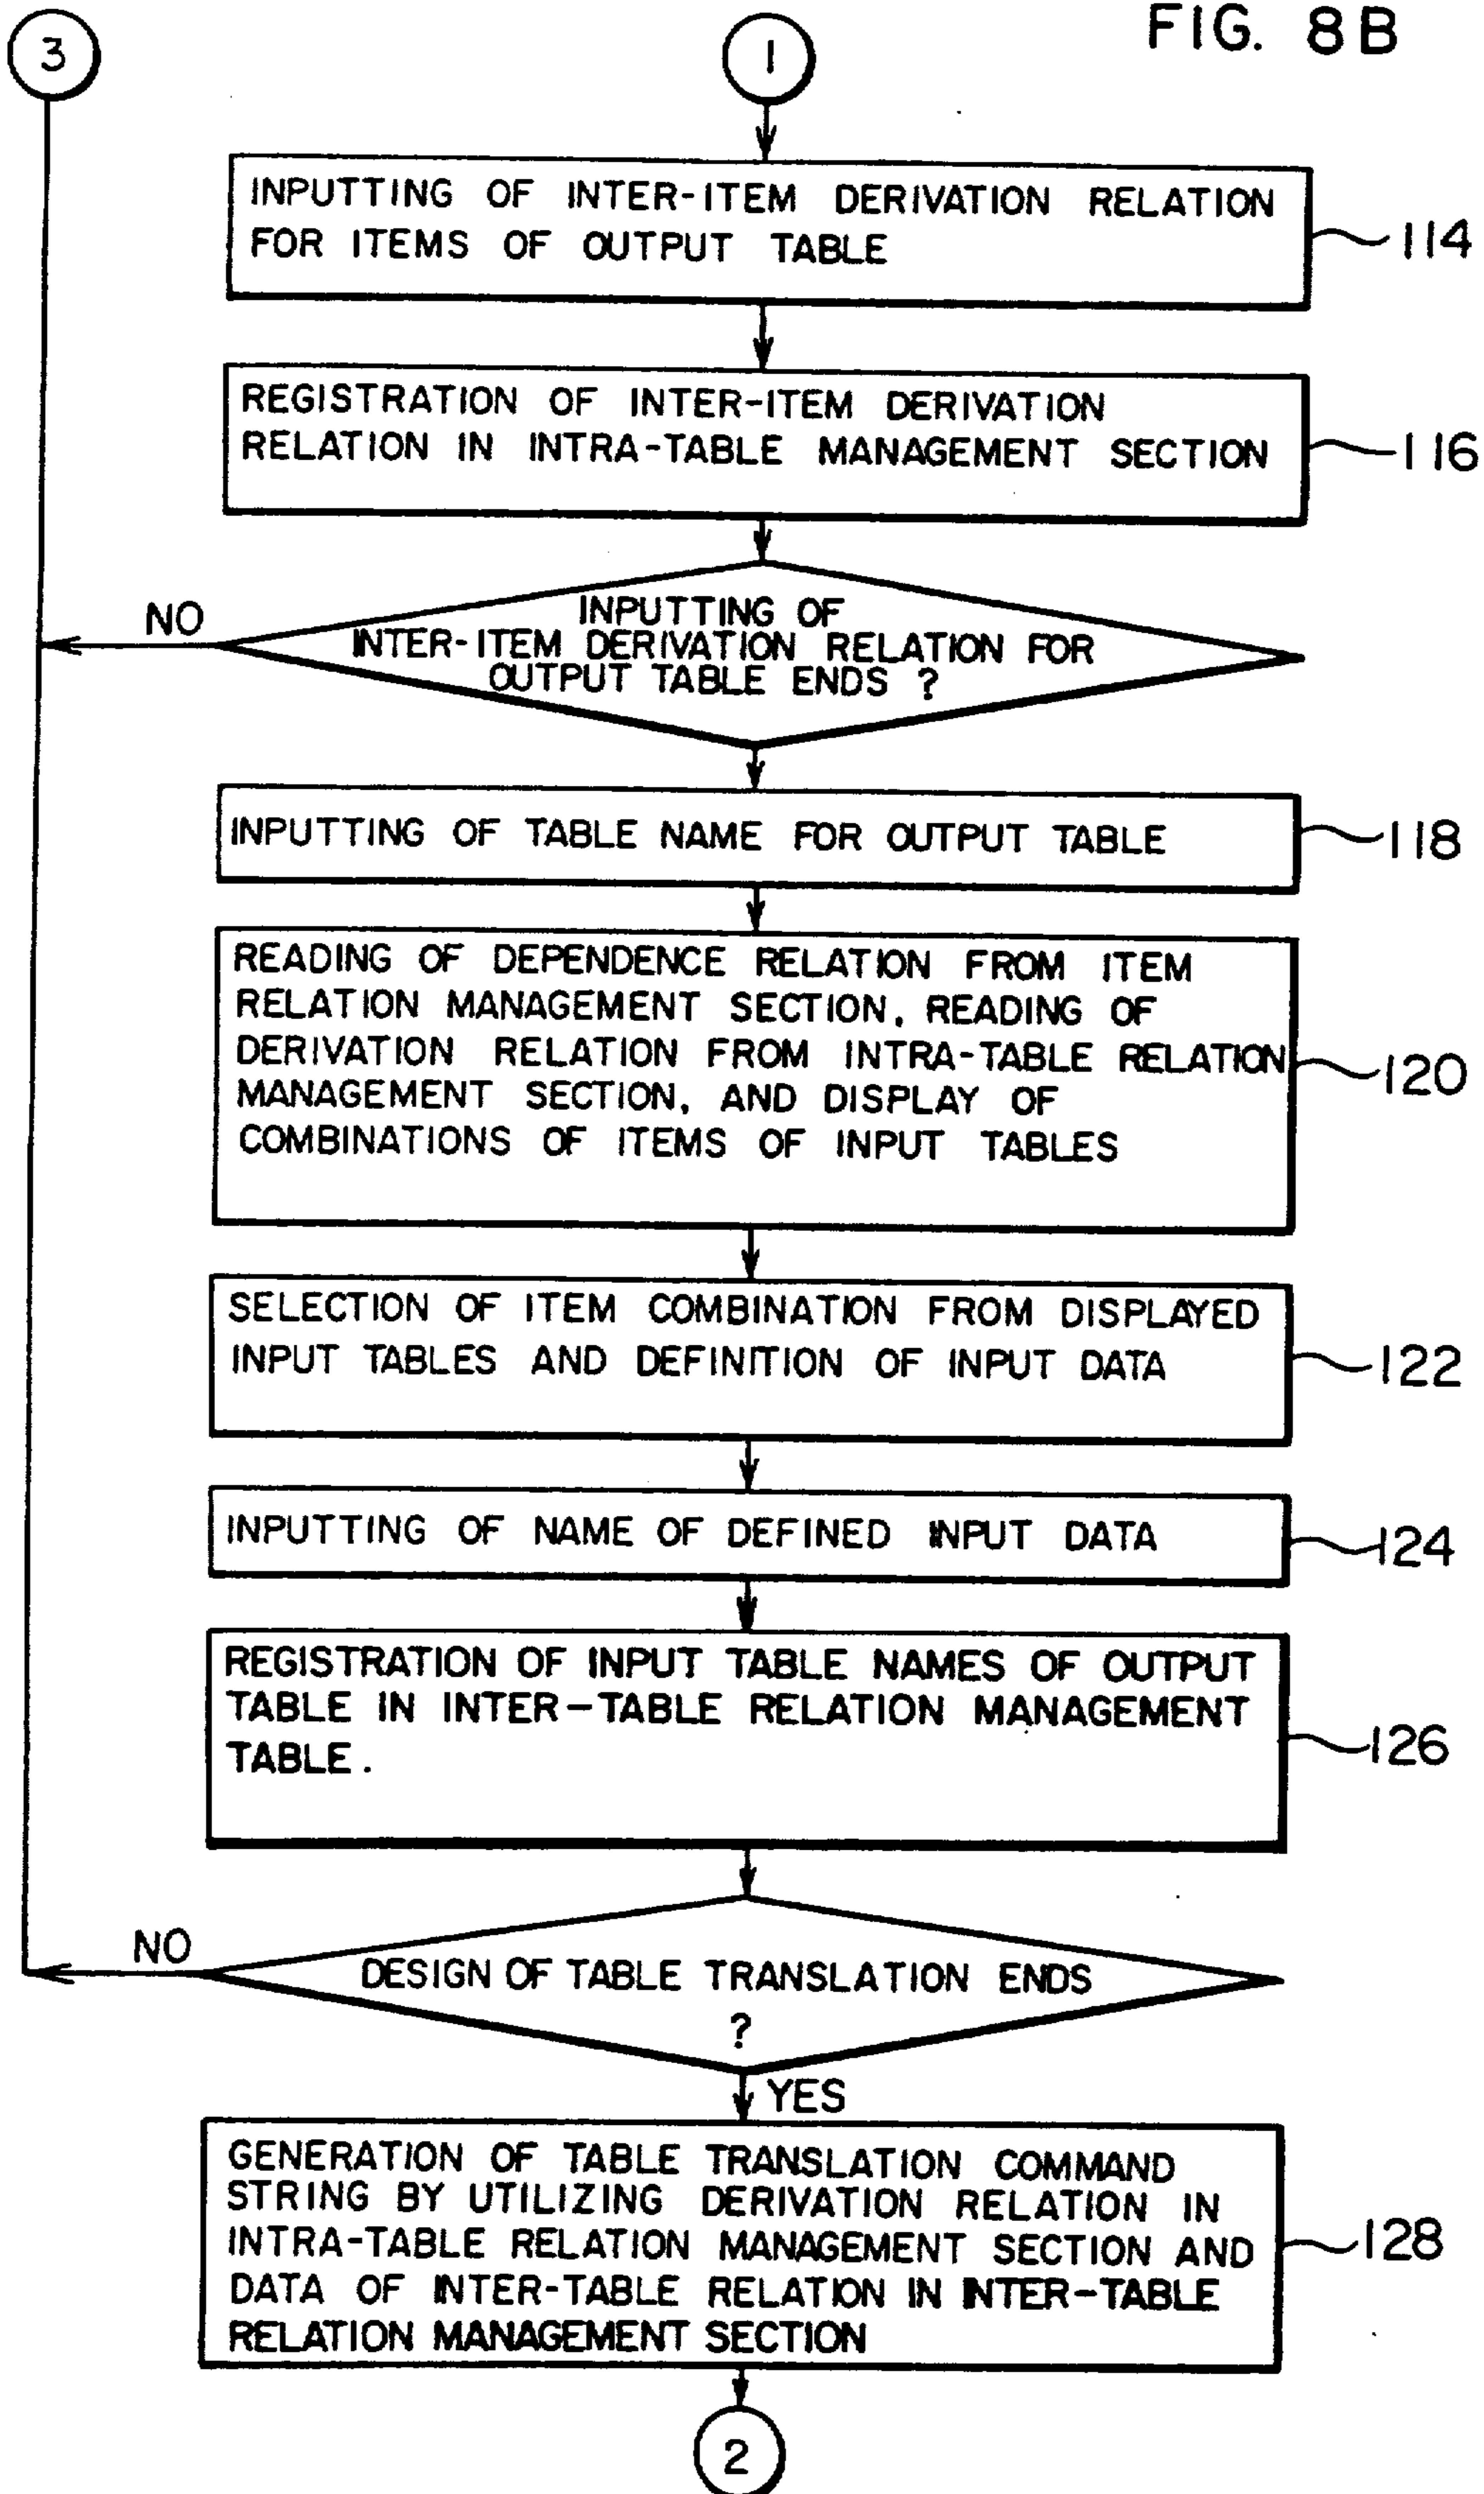 FIG. 8B
3
1
INPUTTING OF INTER-ITEM DERIVATION RELATION
FOR ITEMS OF OUTPUT TABLE
114
REGISTRATION OF INTER-ITEM DERIVATION
RELATION IN INTRA-TABLE MANAGEMENT SECTION
116
INPUTTING OF
INTER-ITEM DERIVATION RELATION FOR
OUTPUT TABLE ENDS ?
NO
INPUTTING OF TABLE NAME FOR OUTPUT TABLE
118
READING OF DEPENDENCE RELATION FROM ITEM
RELATION MANAGEMENT SECTION, READING OF
DERIVATION RELATION FROM INTRA-TABLE RELATION
MANAGEMENT SECTION, AND DISPLAY OF
COMBINATIONS OF ITEMS OF INPUT TABLES
120
SELECTION OF ITEM COMBINATION FROM DISPLAYED
INPUT TABLES AND DEFINITION OF INPUT DATA
122
INPUTTING OF NAME OF DEFINED INPUT DATA
124
REGISTRATION OF INPUT TABLE NAMES OF OUTPUT
TABLE IN INTER-TABLE RELATION MANAGEMENT
TABLE.
126
NO
DESIGN OF TABLE TRANSLATION ENDS
?
YES
GENERATION OF TABLE TRANSLATION COMMAND
STRING BY UTILIZING DERIVATION RELATION IN
INTRA-TABLE RELATION MANAGEMENT SECTION AND
DATA OF INTER-TABLE RELATION IN INTER-TABLE
RELATION MANAGEMENT SECTION
128
2